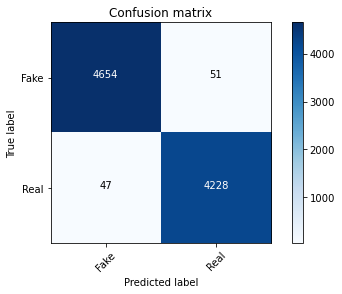 Confusion matrix
True label
Fake
4654
51
Real
47
4228
Fake
Real
Predicted label
4000
3000
2000
1000